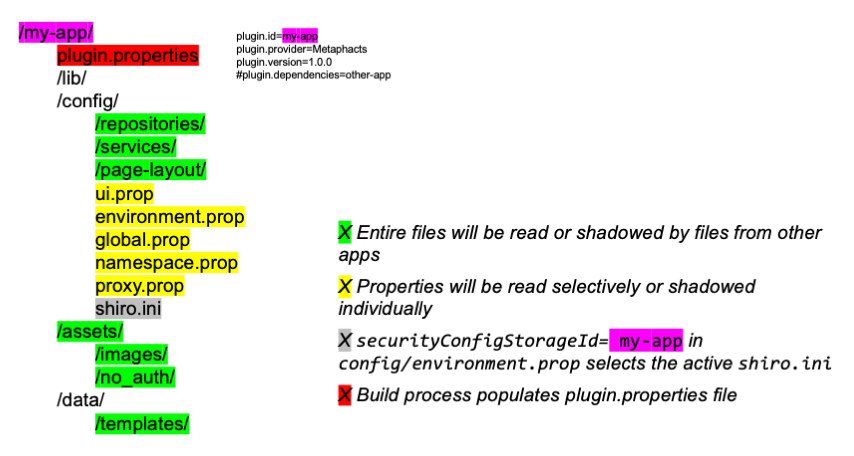 /my-app/
plugin.properties
/lib/
/config/
/repositories/
/services/
/page-layout/
ui.prop
environment.prop
global.prop
namespace.prop
proxy.prop
shiro.ini
/assets/
/images/
/no_auth/
/data/
/templates/
plugin.id=my-app
plugin.provider=Metaphacts
plugin.version=1.0.0
#plugin.dependencies=other-app
X Entire files will be read or shadowed by files from other
apps
X Properties will be read selectively or shadowed
individually
X securityConfigStorageId= my-app in
config/environment.prop selects the active shiro.ini
X Build process populates plugin.properties file